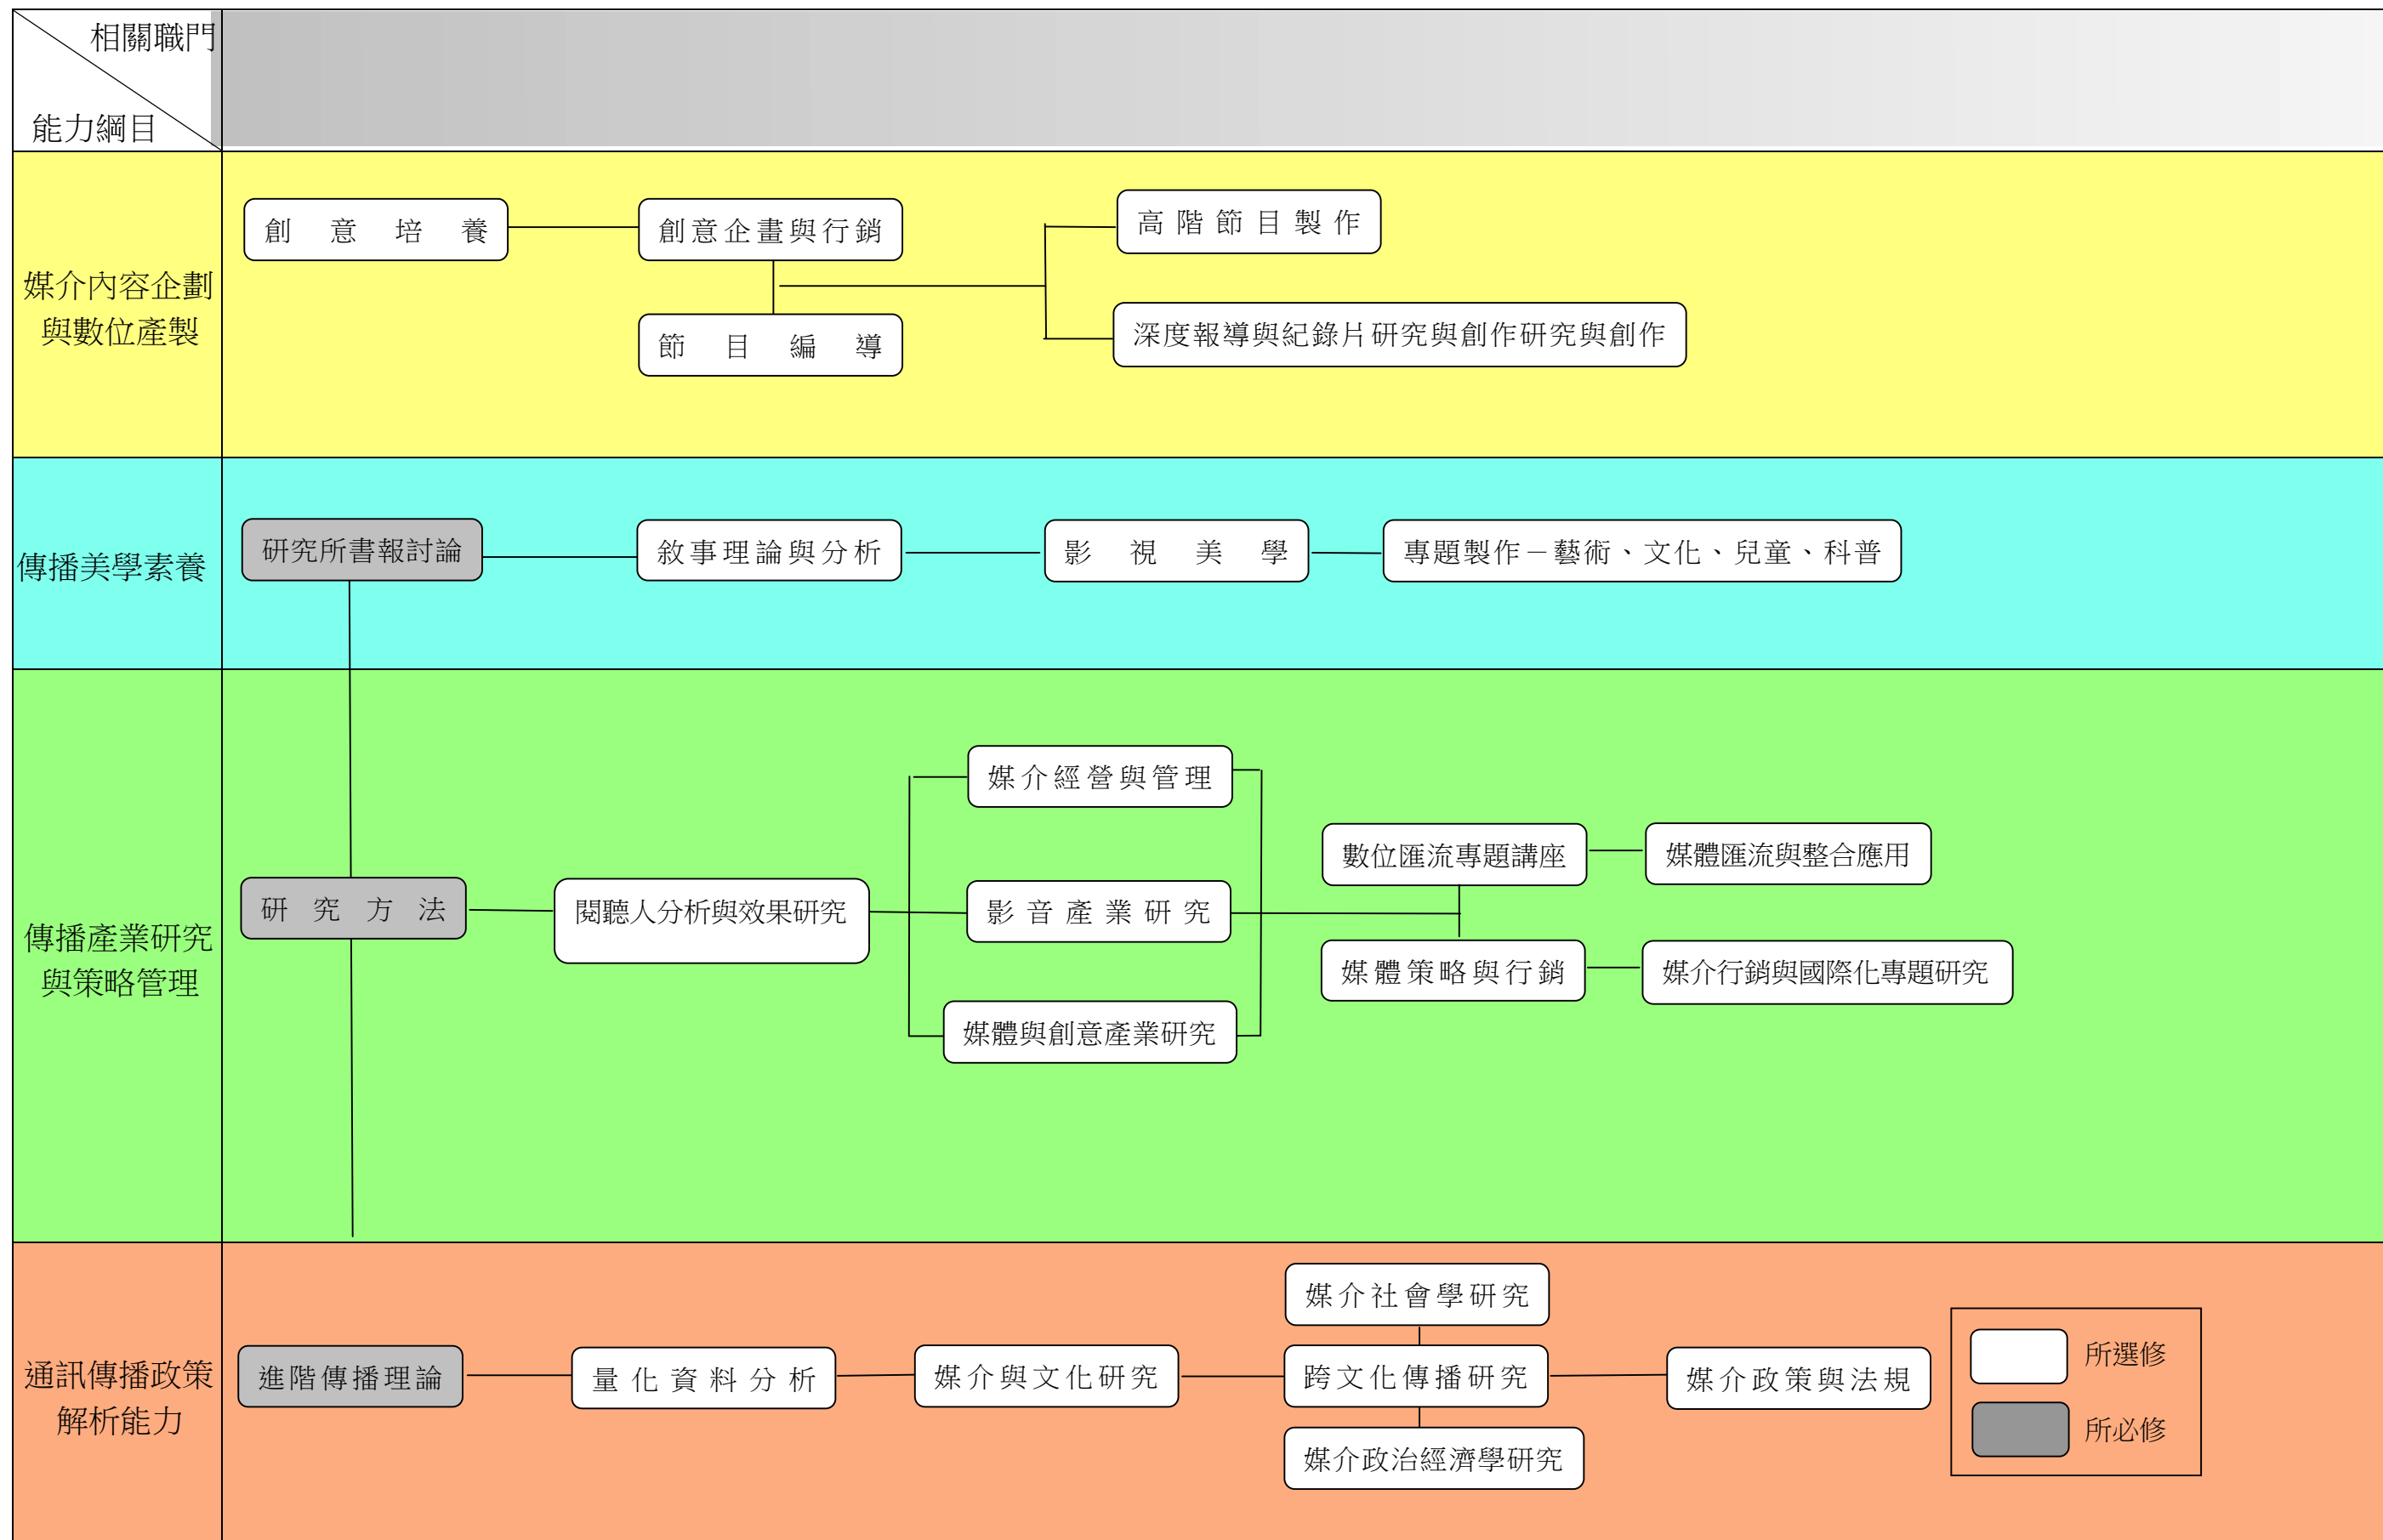 相關職門
能力綱目
媒介內容企劃
與數位產製
創意培養
創意企畫與行銷
節目編導
高階節目製作
深度報導與紀錄片研究與創作研究與創作
傳播美學素養
研究所書報討論
敘事理論與分析
影視美學
專題製作－藝術、文化、兒童、科普
傳播產業研究
與策略管理
研究方法
閱聽人分析與效果研究
媒介經營與管理
影音產業研究
媒體與創意產業研究
數位匯流專題講座
媒體匯流與整合應用
媒體策略與行銷
媒介行銷與國際化專題研究
通訊傳播政策
解析能力
進階傳播理論
量化資料分析
媒介與文化研究
媒介社會學研究
跨文化傳播研究
媒介政治經濟學研究
媒介政策與法規
所選修
所必修